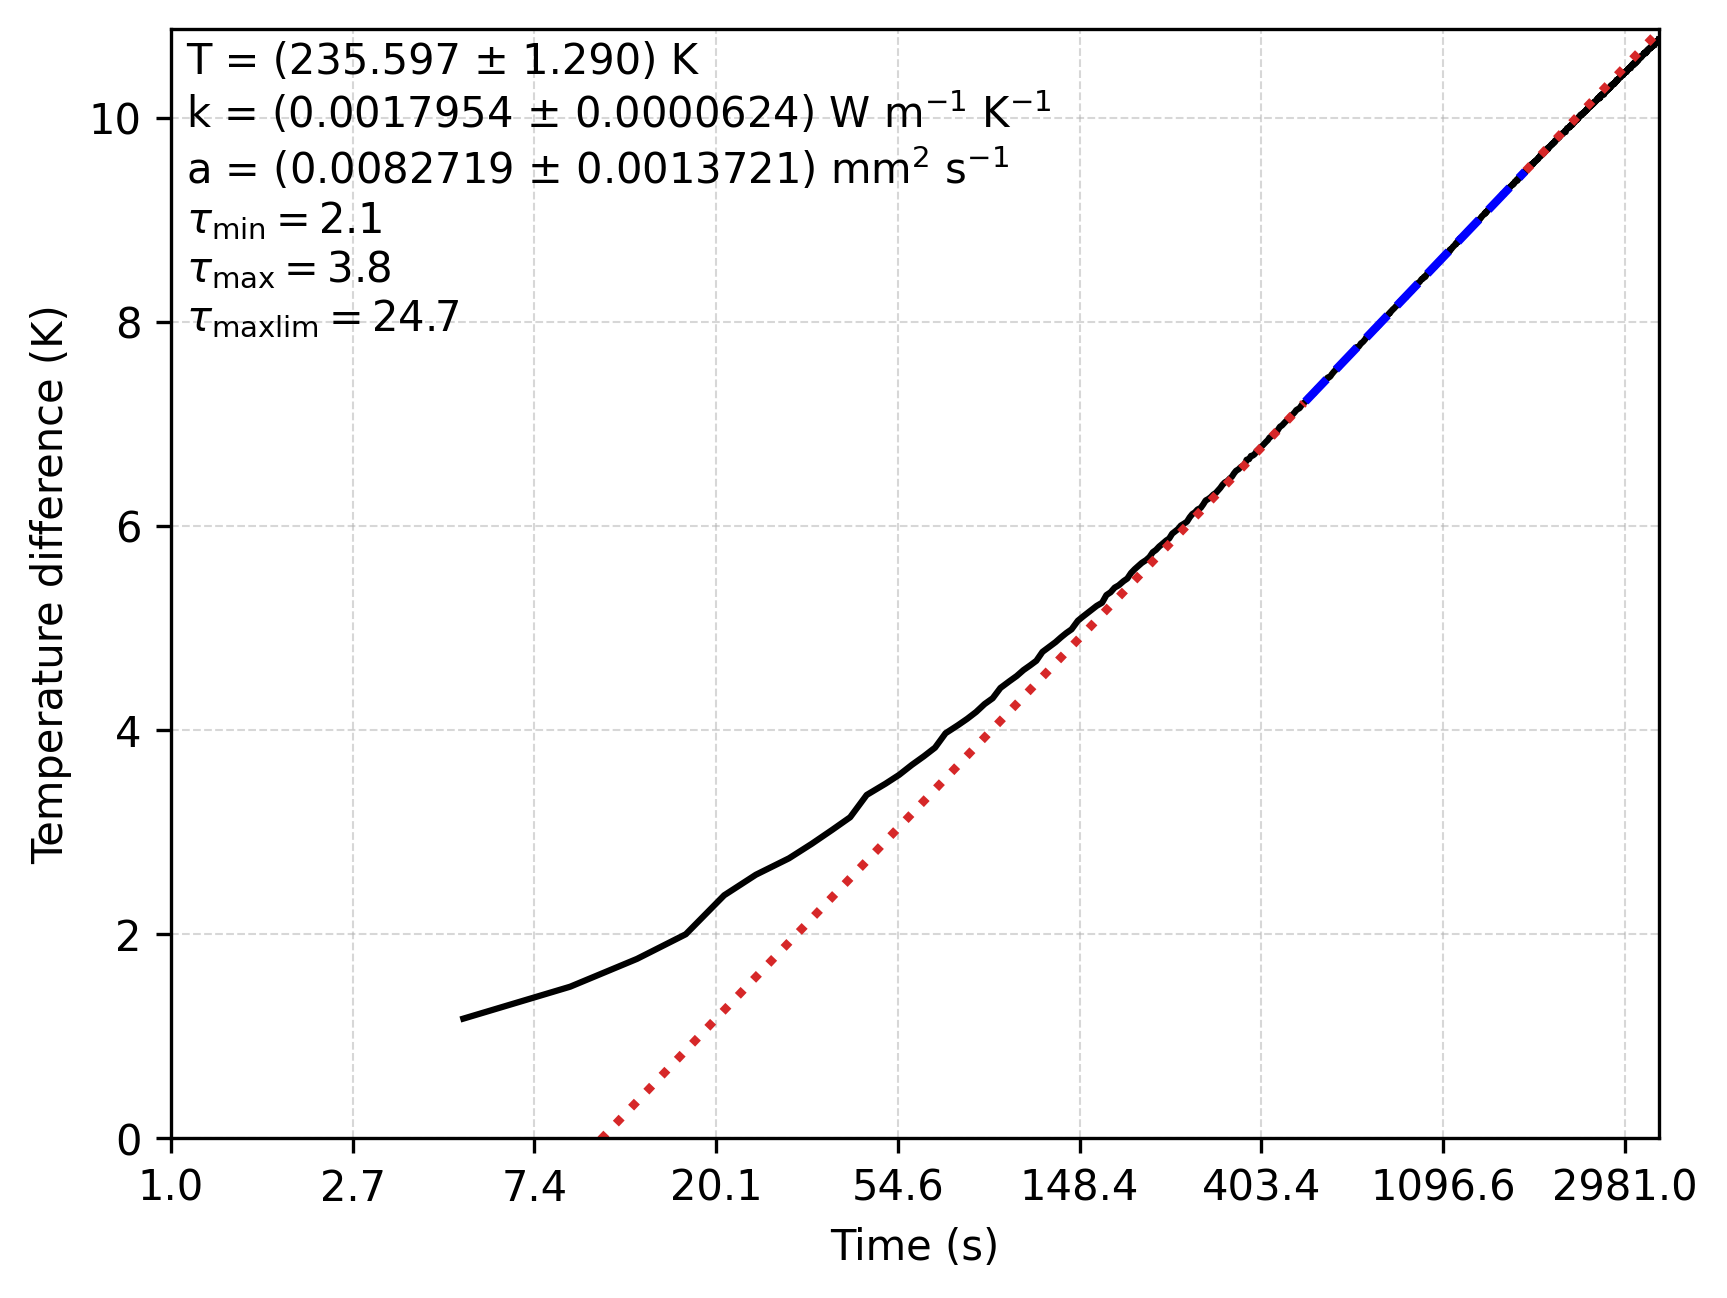 T = (235.597 ± 1.290) K
k = (0.0017954 ± 0.0000624) W m⁻¹ K⁻¹
a = (0.0082719 ± 0.0013721) mm² s⁻¹
τmin = 2.1
τmax = 3.8
τmaxlim = 24.7
10
8
6
4
2
0
Temperature difference (K)
1.0 2.7 7.4 20.1 54.6 148.4 403.4 1096.6 2981.0
Time (s)